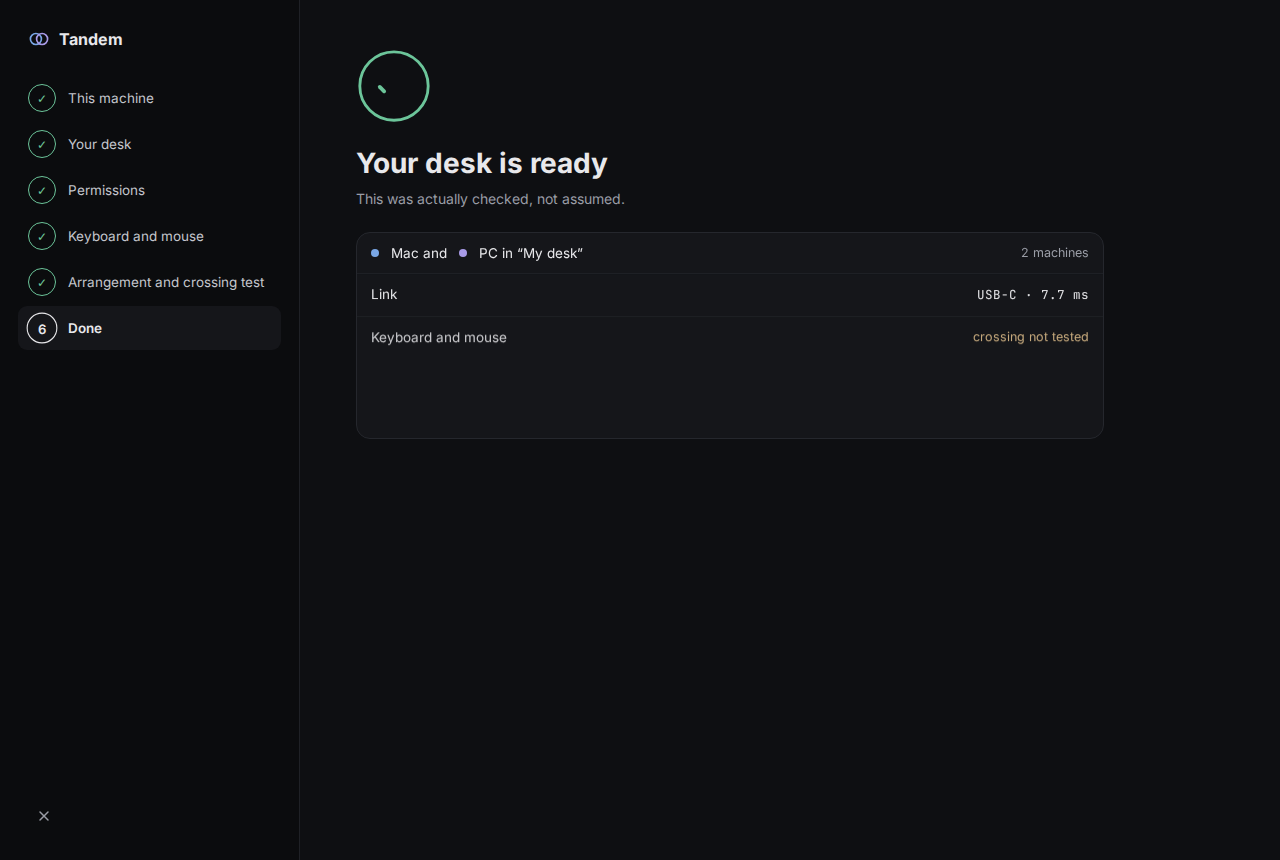 Tandem
✓ This machine
✓ Your desk
✓ Permissions
✓ Keyboard and mouse
✓ Arrangement and crossing test
6 Done
Your desk is ready
This was actually checked, not assumed.
Mac and PC in “My desk” 2 machines
Link USB-C · 7.7 ms
Keyboard and mouse crossing not tested